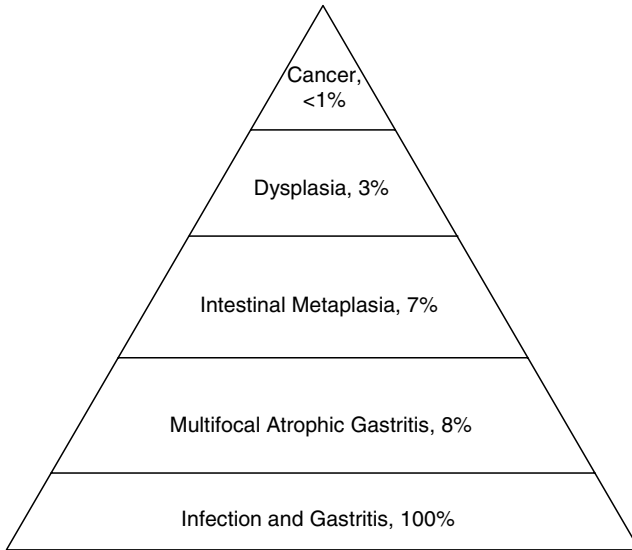 Cancer,
<1%
Dysplasia, 3%
Intestinal Metaplasia, 7%
Multifocal Atrophic Gastritis, 8%
Infection and Gastritis, 100%